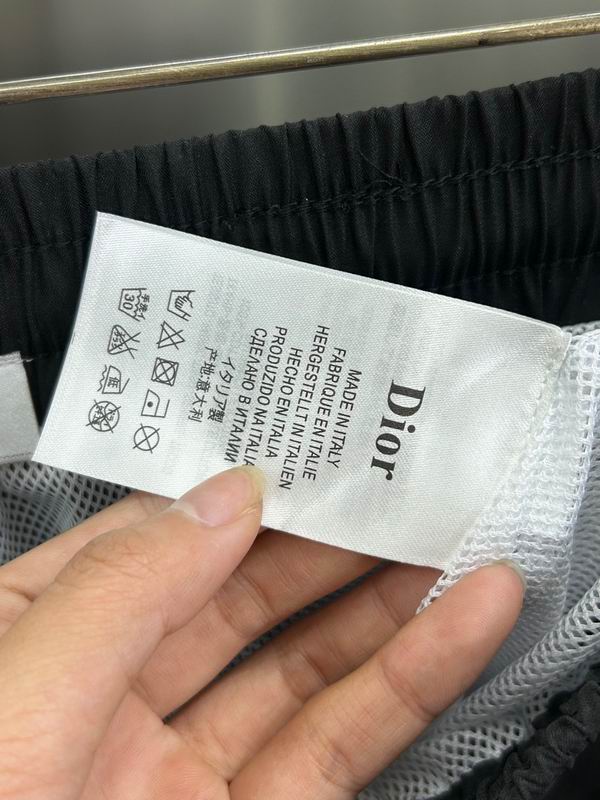 Dior
MADE IN ITALY
FABRIQUE EN ITALIE
HERGESTELLT IN ITALIEN
HECHO EN ITALIA
PRODUZIDO NA ITALIA
СДЕЛАНО В ИТАЛИИ
イタリア製
产地:意大利
30